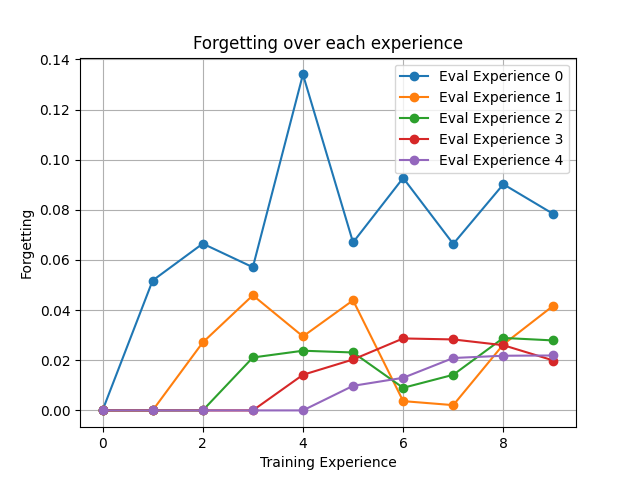 Forgetting over each experience
Eval Experience 0
Eval Experience 1
Eval Experience 2
Eval Experience 3
Eval Experience 4
Forgetting
0.14
0.12
0.10
0.08
0.06
0.04
0.02
0.00
0 2 4 6 8
Training Experience